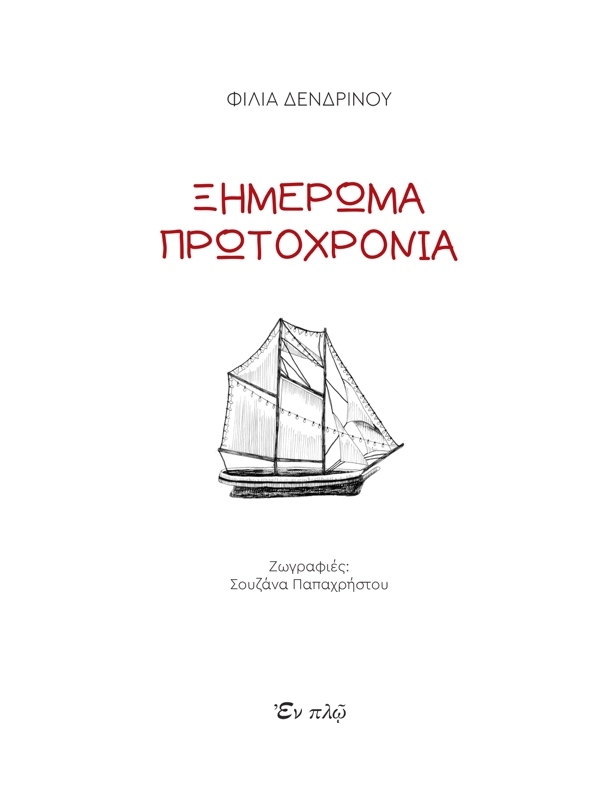 ΦΙΛΙΑ ΔΕΝΔΡΙΝΟΥ
ΞΗΜΕΡΩΜΑ
ΠΡΩΤΟΧΡΟΝΙΑ
Ζωγραφιές:
Σουζάνα Παπαχρήστου
Ἐν πλῷ